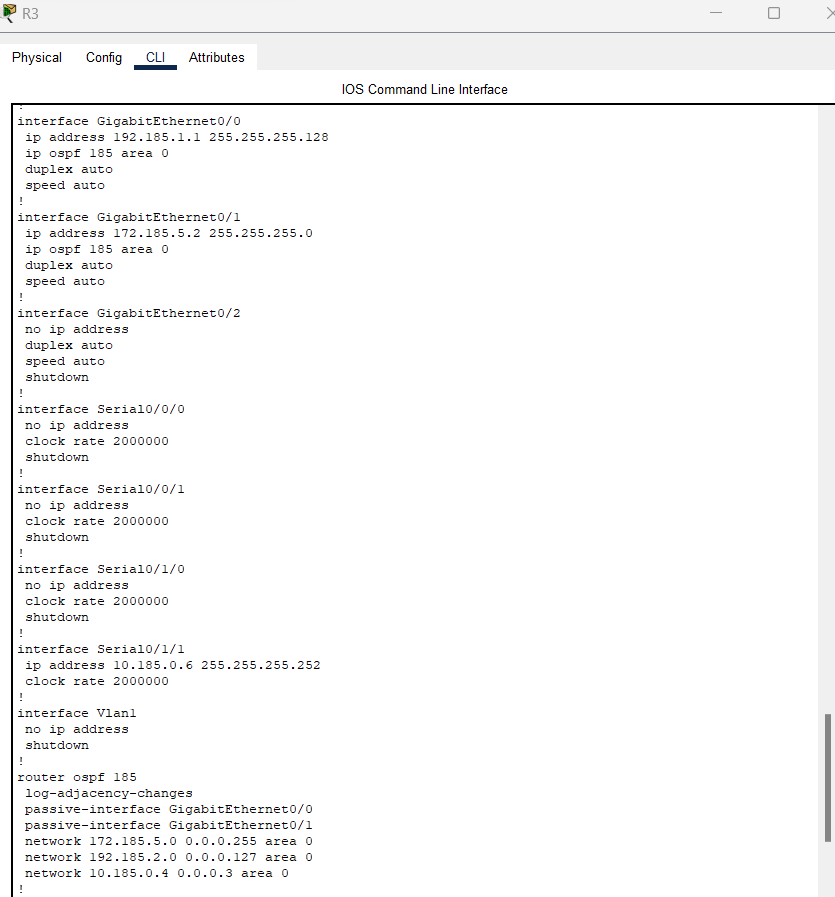 R3
Physical Config CLI Attributes
IOS Command Line Interface
!
interface GigabitEthernet0/0
ip address 192.185.1.1 255.255.255.128
ip ospf 185 area 0
duplex auto
speed auto
!
interface GigabitEthernet0/1
ip address 172.185.5.2 255.255.255.0
ip ospf 185 area 0
duplex auto
speed auto
!
interface GigabitEthernet0/2
no ip address
duplex auto
speed auto
shutdown
!
interface Serial0/0/0
no ip address
clock rate 2000000
shutdown
!
interface Serial0/0/1
no ip address
clock rate 2000000
shutdown
!
interface Serial0/1/0
no ip address
clock rate 2000000
shutdown
!
interface Serial0/1/1
ip address 10.185.0.6 255.255.255.252
clock rate 2000000
!
interface Vlan1
no ip address
shutdown
!
router ospf 185
log-adjacency-changes
passive-interface GigabitEthernet0/0
passive-interface GigabitEthernet0/1
network 172.185.5.0 0.0.0.255 area 0
network 192.185.2.0 0.0.0.127 area 0
network 10.185.0.4 0.0.0.3 area 0
!